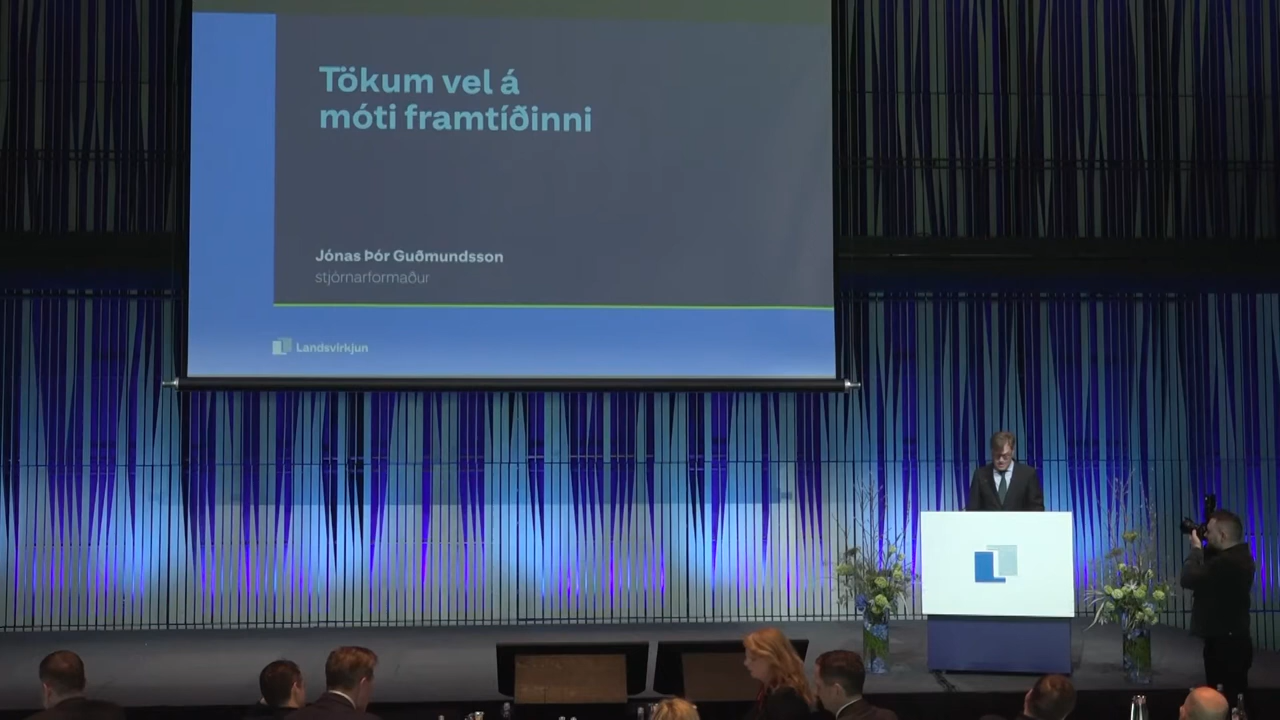 Tökum vel á
móti framtíðinni
Jónas Þór Guðmundsson
stjórnarformaður
Landsvirkjun